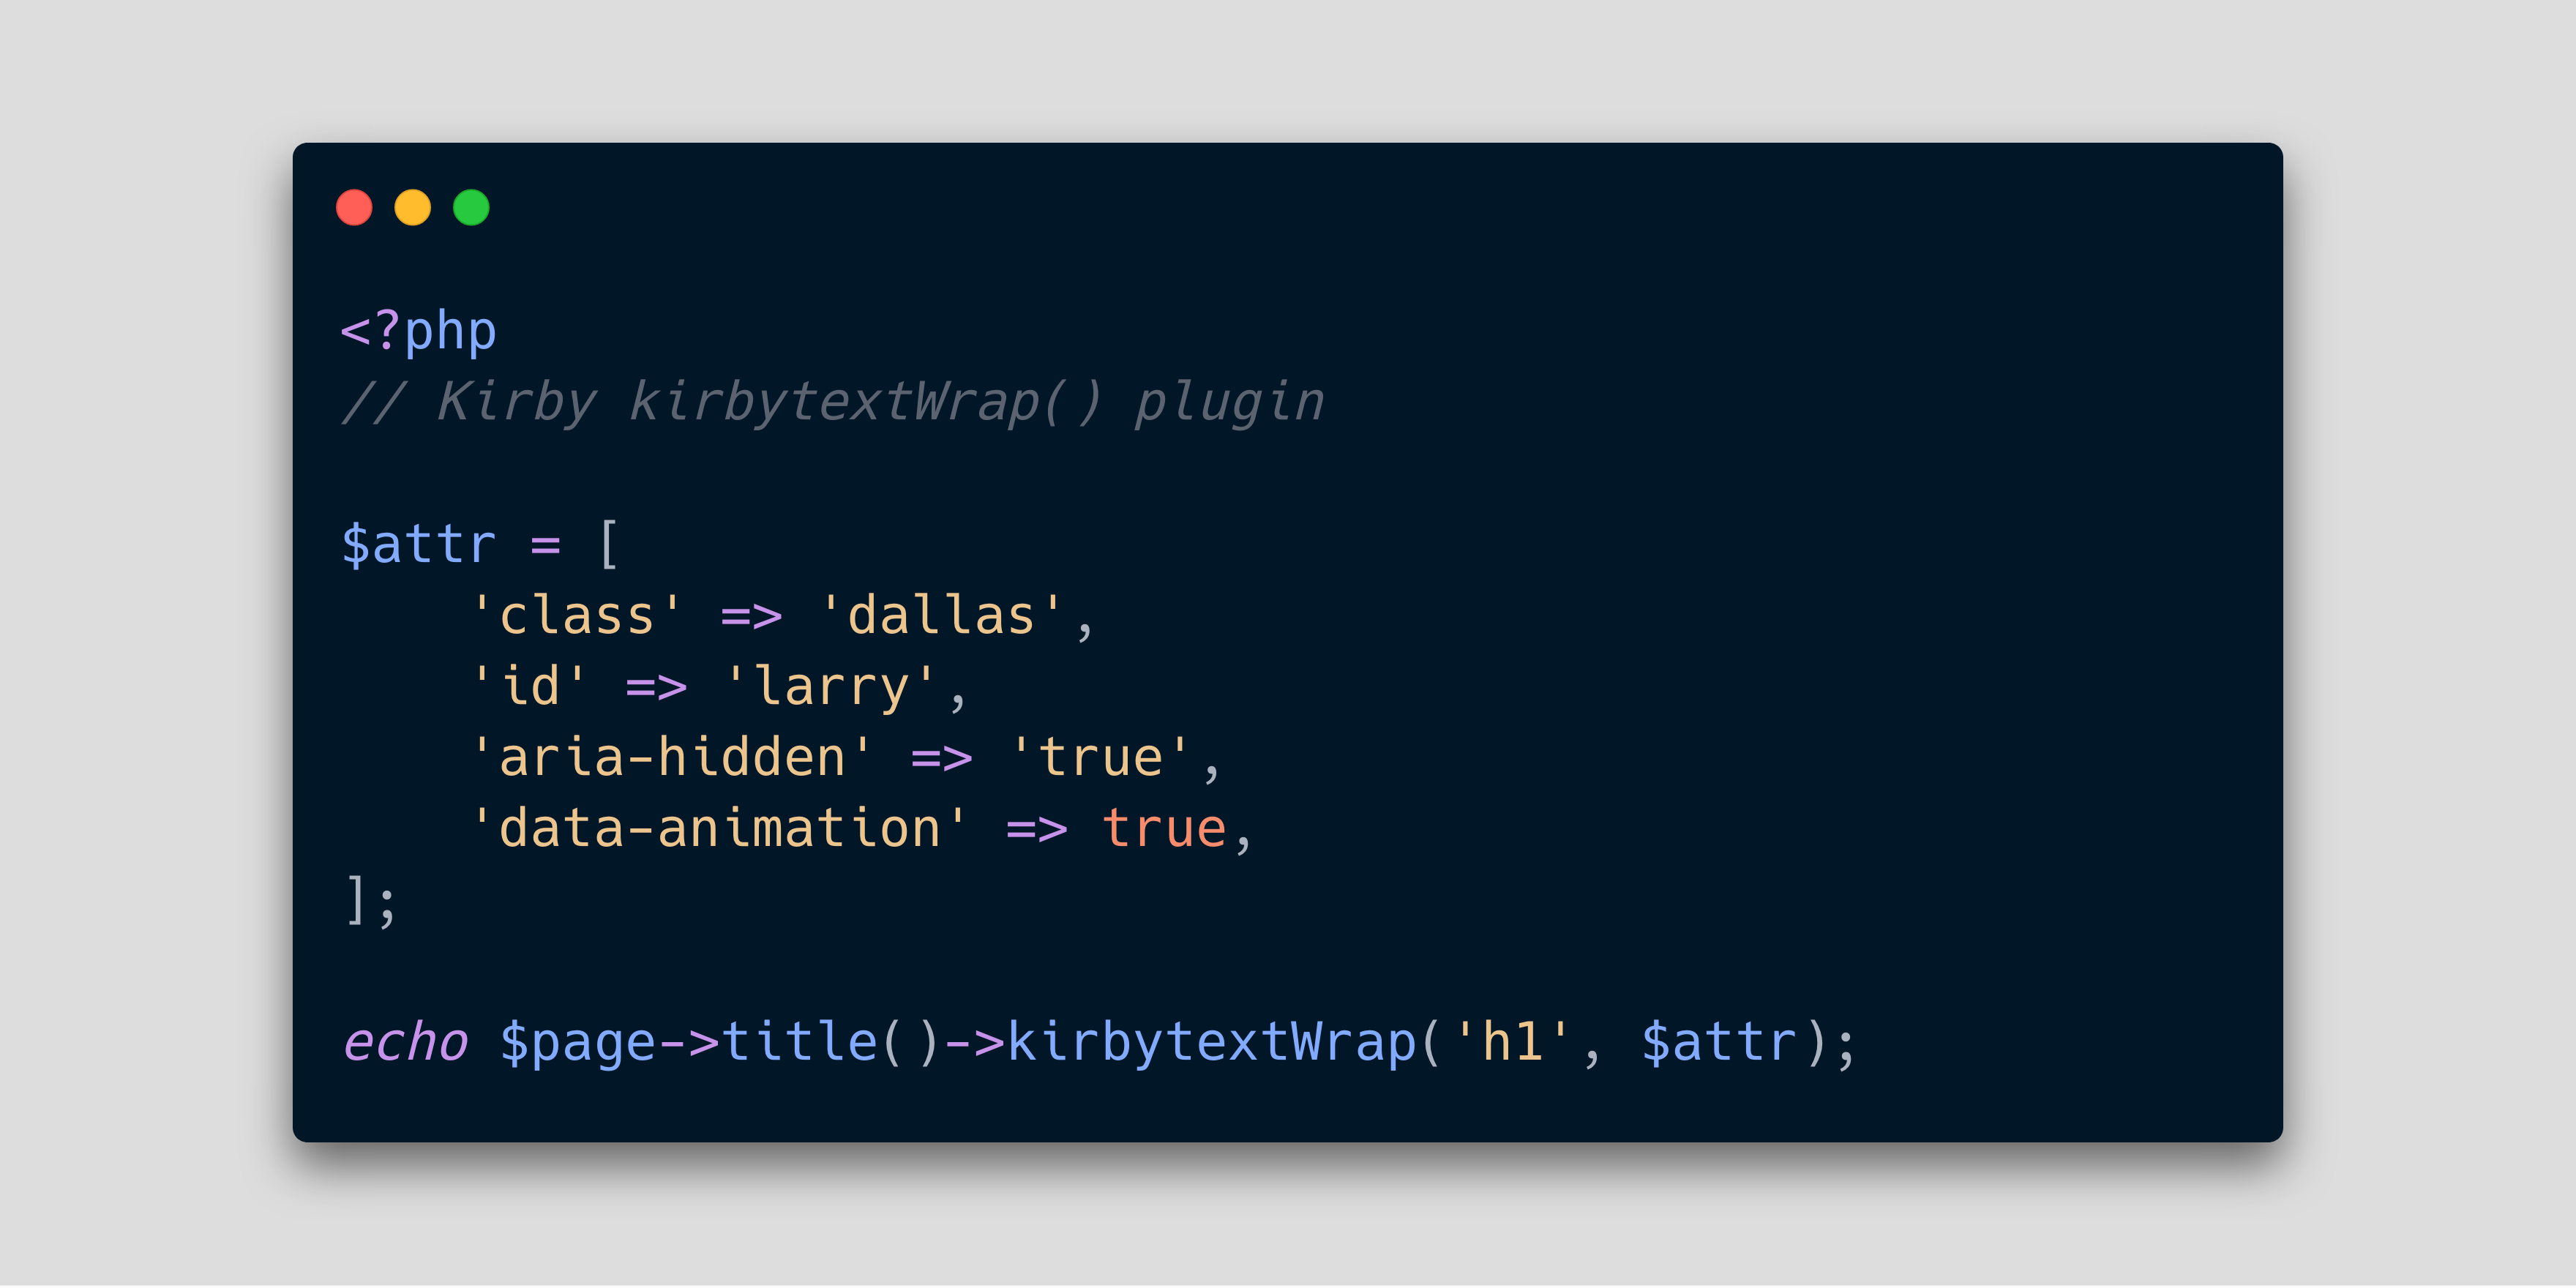 <?php
// Kirby kirbytextWrap() plugin
$attr = [
    'class' => 'dallas',
    'id' => 'larry',
    'aria-hidden' => 'true',
    'data-animation' => true,
];
echo $page->title()->kirbytextWrap('h1', $attr);